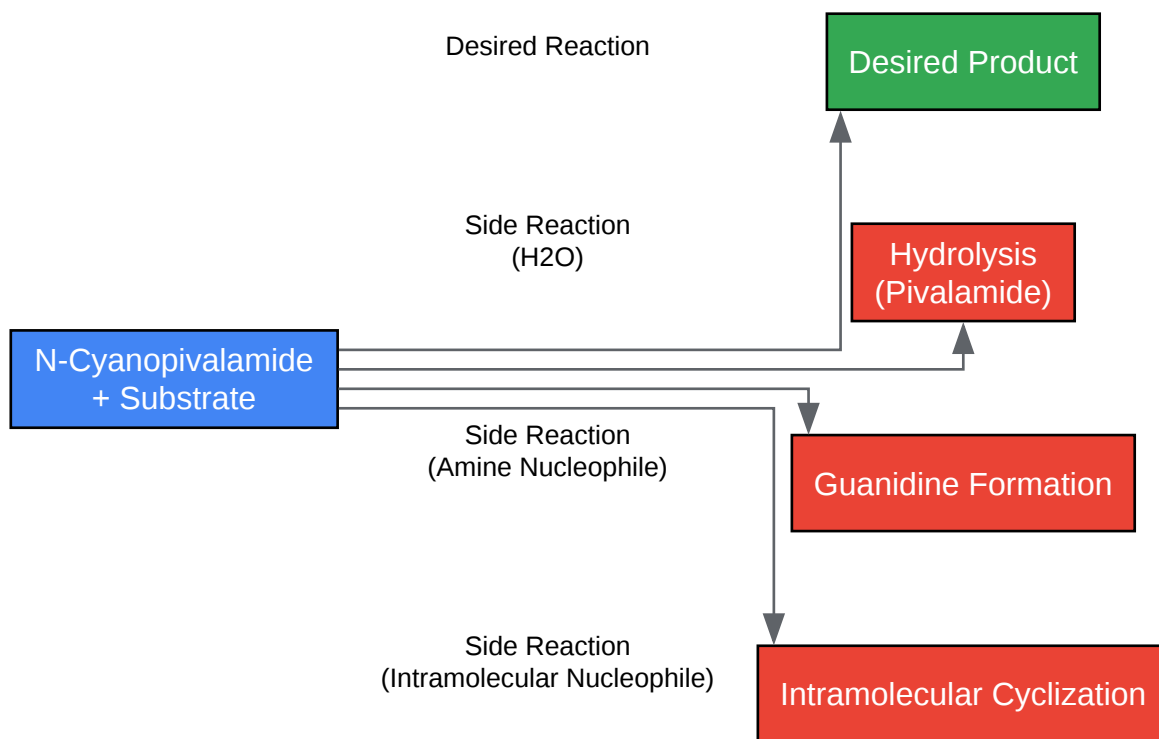 Desired Reaction
Desired Product
Side Reaction
(H2O)
Hydrolysis
(Pivalamide)
N-Cyanopivalamide
+ Substrate
Side Reaction
(Amine Nucleophile)
Guanidine Formation
Side Reaction
(Intramolecular Nucleophile)
Intramolecular Cyclization